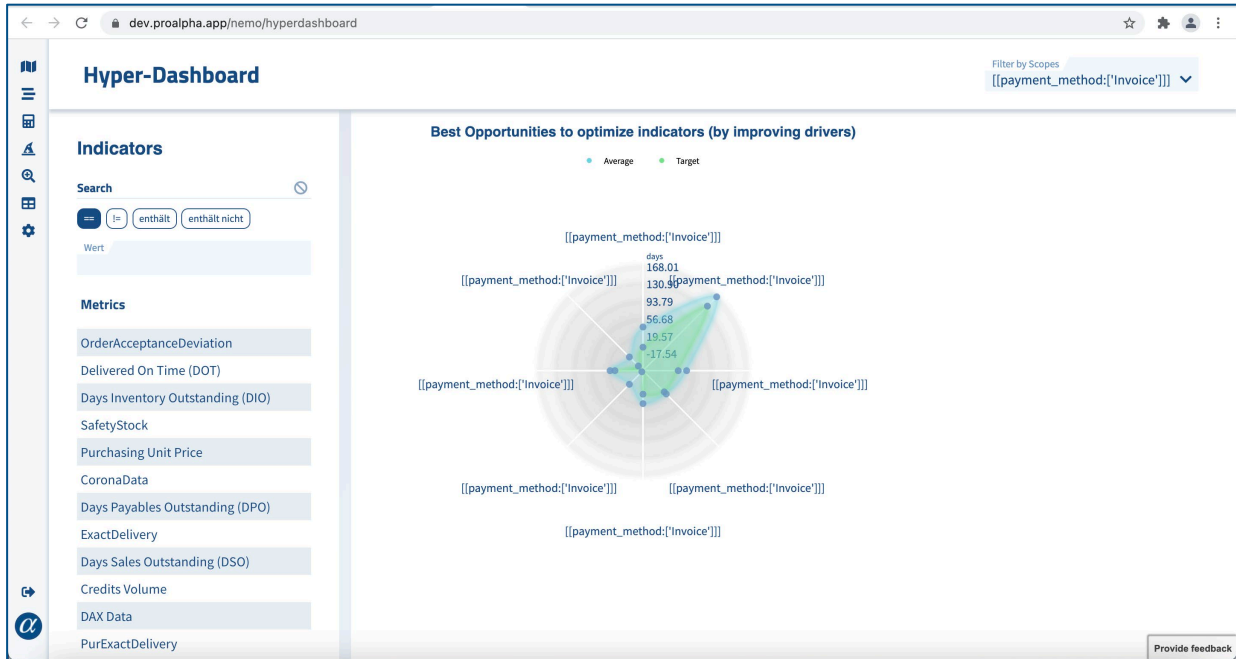 dev.proalpha.app/nemo/hyperdashboard
Hyper-Dashboard
Filter by Scopes
[[payment_method:['Invoice']]]
Indicators
Search
==
!=
enthält
enthält nicht
Wert
Metrics
OrderAcceptanceDeviation
Delivered On Time (DOT)
Days Inventory Outstanding (DIO)
SafetyStock
Purchasing Unit Price
CoronaData
Days Payables Outstanding (DPO)
ExactDelivery
Days Sales Outstanding (DSO)
Credits Volume
DAX Data
PurExactDelivery
Best Opportunities to optimize indicators (by improving drivers)
Average
Target
[[payment_method:['Invoice']]]
days
168.01
[[payment_method:['Invoice']]]
130.90
[[payment_method:['Invoice']]]
93.79
56.68
19.57
-17.54
[[payment_method:['Invoice']]]
[[payment_method:['Invoice']]]
[[payment_method:['Invoice']]]
[[payment_method:['Invoice']]]
[[payment_method:['Invoice']]]
α
Provide feedback